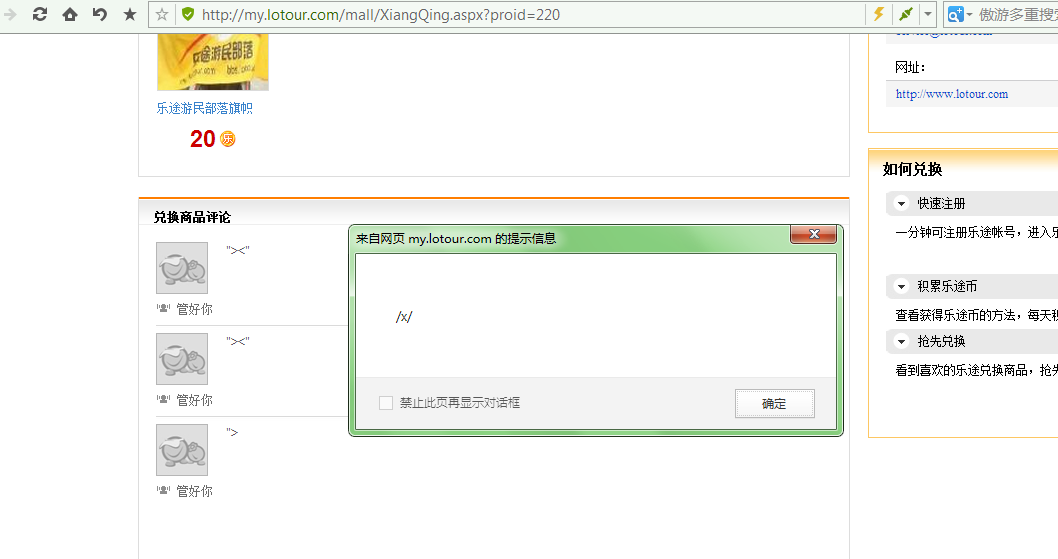 http://my.lotour.com/mall/XiangQing.aspx?proid=220
傲游多重搜索
乐途游民部落
乐途游民部落旗帜
20 乐
网址：
http://www.lotour.com
如何兑换
快速注册
一分钟可注册乐途帐号，进入
积累乐途币
查看获得乐途币的方法，每天
抢先兑换
看到喜欢的乐途兑换商品，抢
兑换商品评论
"><"
管好你
"><"
管好你
">
管好你
来自网页 my.lotour.com 的提示信息
/x/
禁止此页再显示对话框
确定